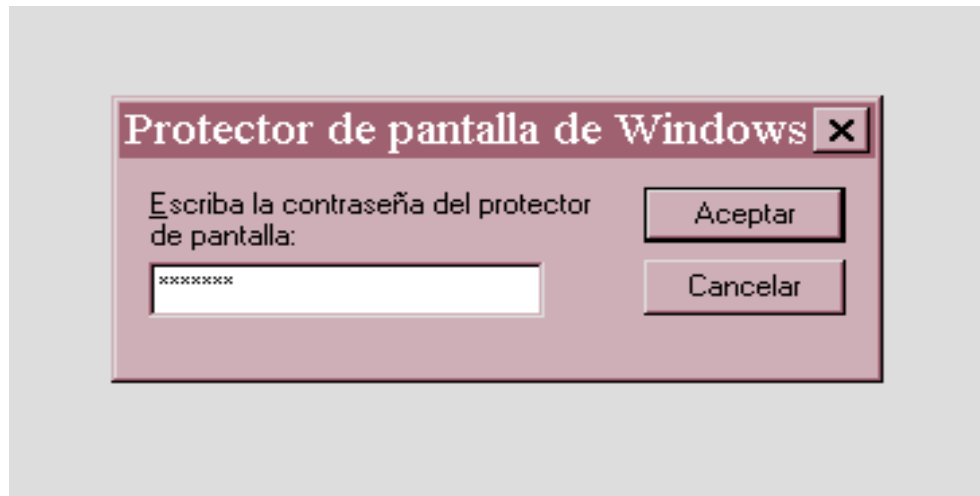 Protector de pantalla de Windows
Escriba la contraseña del protector
de pantalla:
*******
Aceptar
Cancelar